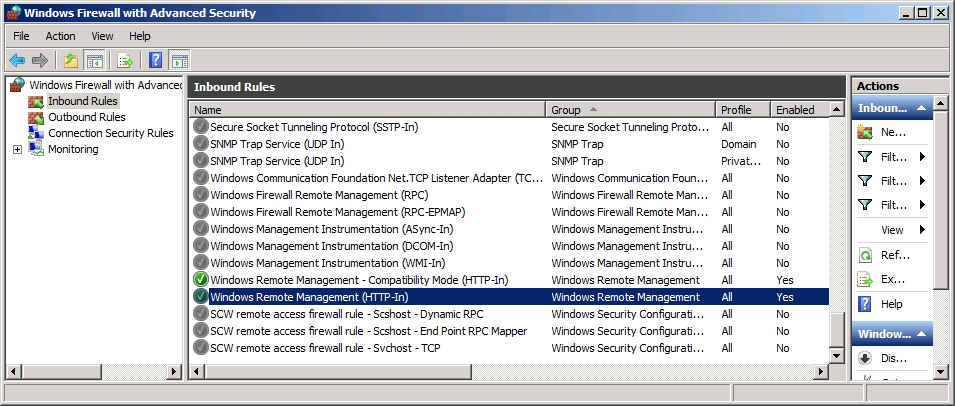 Windows Firewall with Advanced Security
File Action View Help
Windows Firewall with Advanced
Inbound Rules
Outbound Rules
Connection Security Rules
Monitoring
Inbound Rules
Name Group Profile Enabled
Secure Socket Tunneling Protocol (SSTP-In) Secure Socket Tunneling Proto... All No
SNMP Trap Service (UDP In) SNMP Trap Domain No
SNMP Trap Service (UDP In) SNMP Trap Privat... No
Windows Communication Foundation Net.TCP Listener Adapter (TC... Windows Communication Foun... All No
Windows Firewall Remote Management (RPC) Windows Firewall Remote Man... All No
Windows Firewall Remote Management (RPC-EPMAP) Windows Firewall Remote Man... All No
Windows Management Instrumentation (ASync-In) Windows Management Instru... All No
Windows Management Instrumentation (DCOM-In) Windows Management Instru... All No
Windows Management Instrumentation (WMI-In) Windows Management Instru... All No
Windows Remote Management - Compatibility Mode (HTTP-In) Windows Remote Management All Yes
Windows Remote Management (HTTP-In) Windows Remote Management All Yes
SCW remote access firewall rule - Scshost - Dynamic RPC Windows Security Configurati... All No
SCW remote access firewall rule - Scshost - End Point RPC Mapper Windows Security Configurati... All No
SCW remote access firewall rule - Svchost - TCP Windows Security Configurati... All No
Actions
Inboun...
Ne...
Filt...
Filt...
Filt...
View
Ref...
Ex...
Help
Window...
Dis...